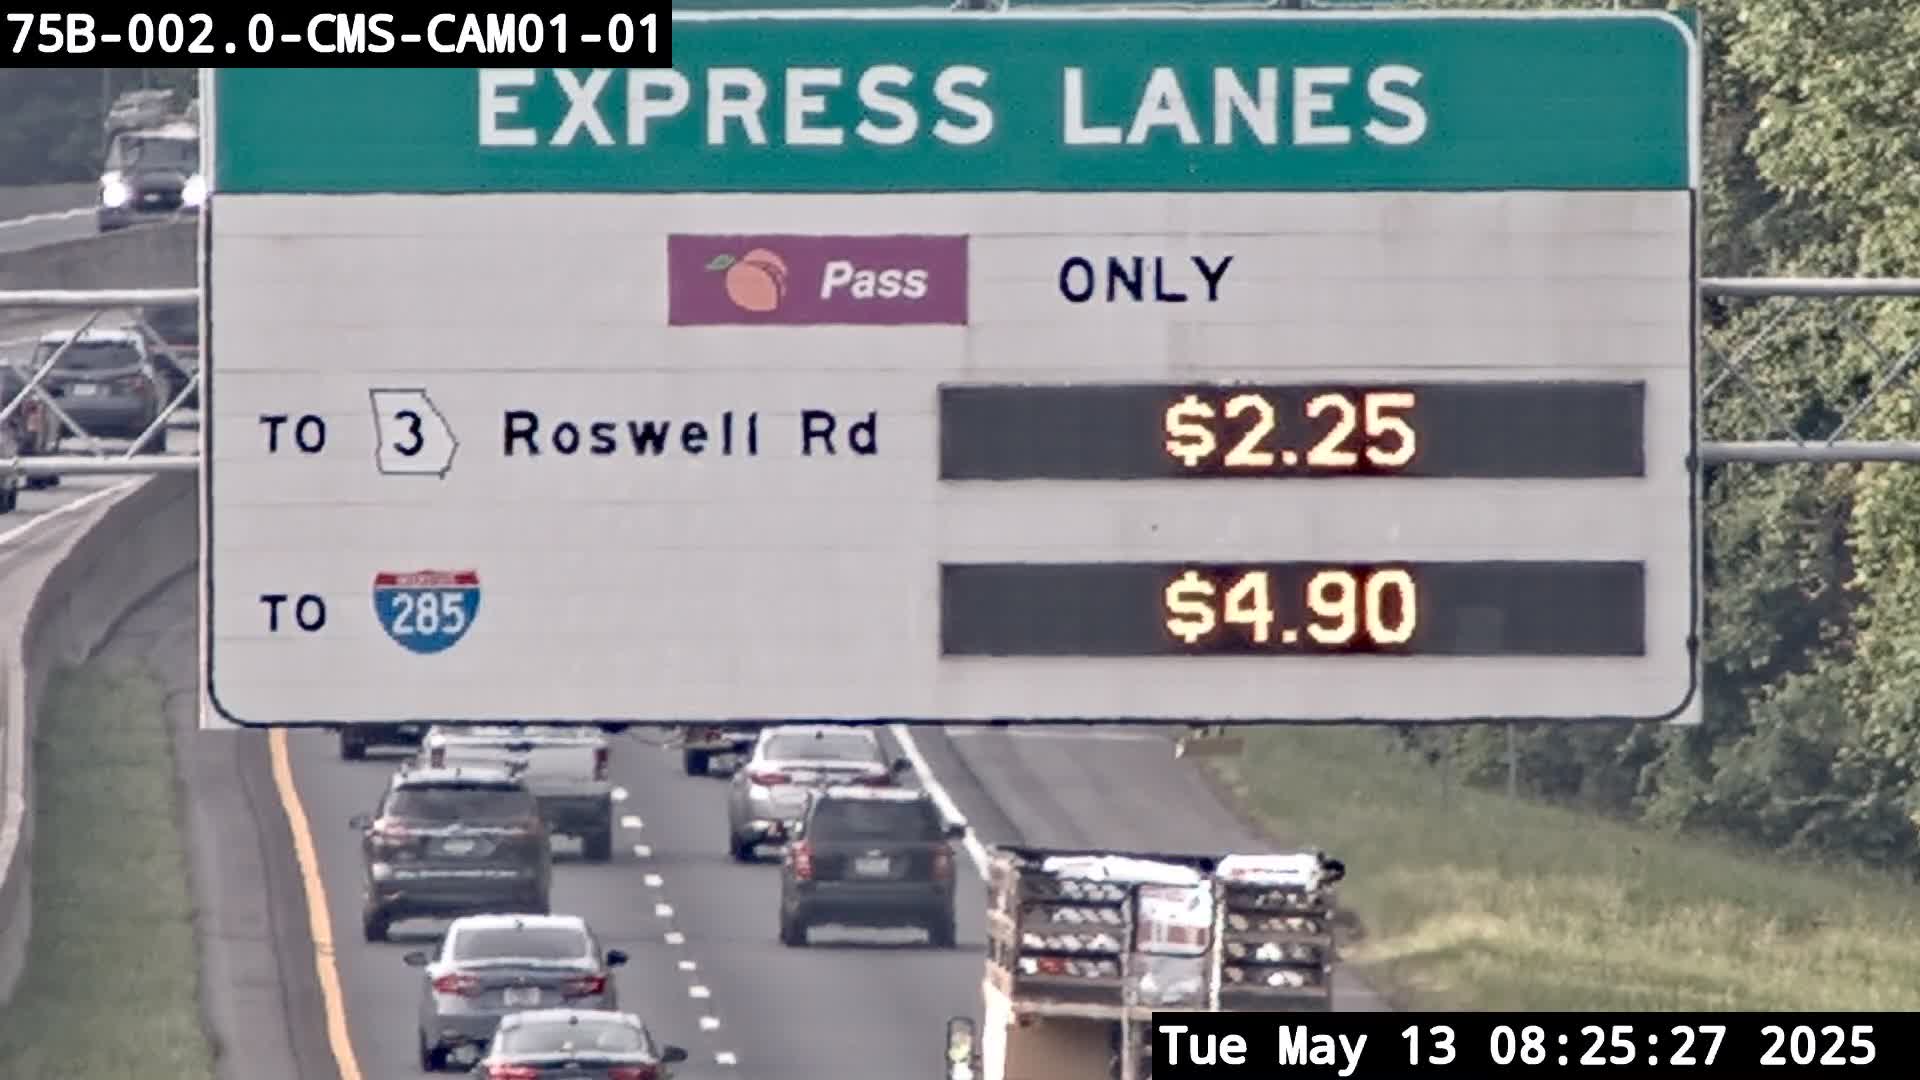 75B-002.0-CMS-CAM01-01
EXPRESS LANES
Pass ONLY
TO 3 Roswell Rd $2.25
TO 285 $4.90
Tue May 13 08:25:27 2025